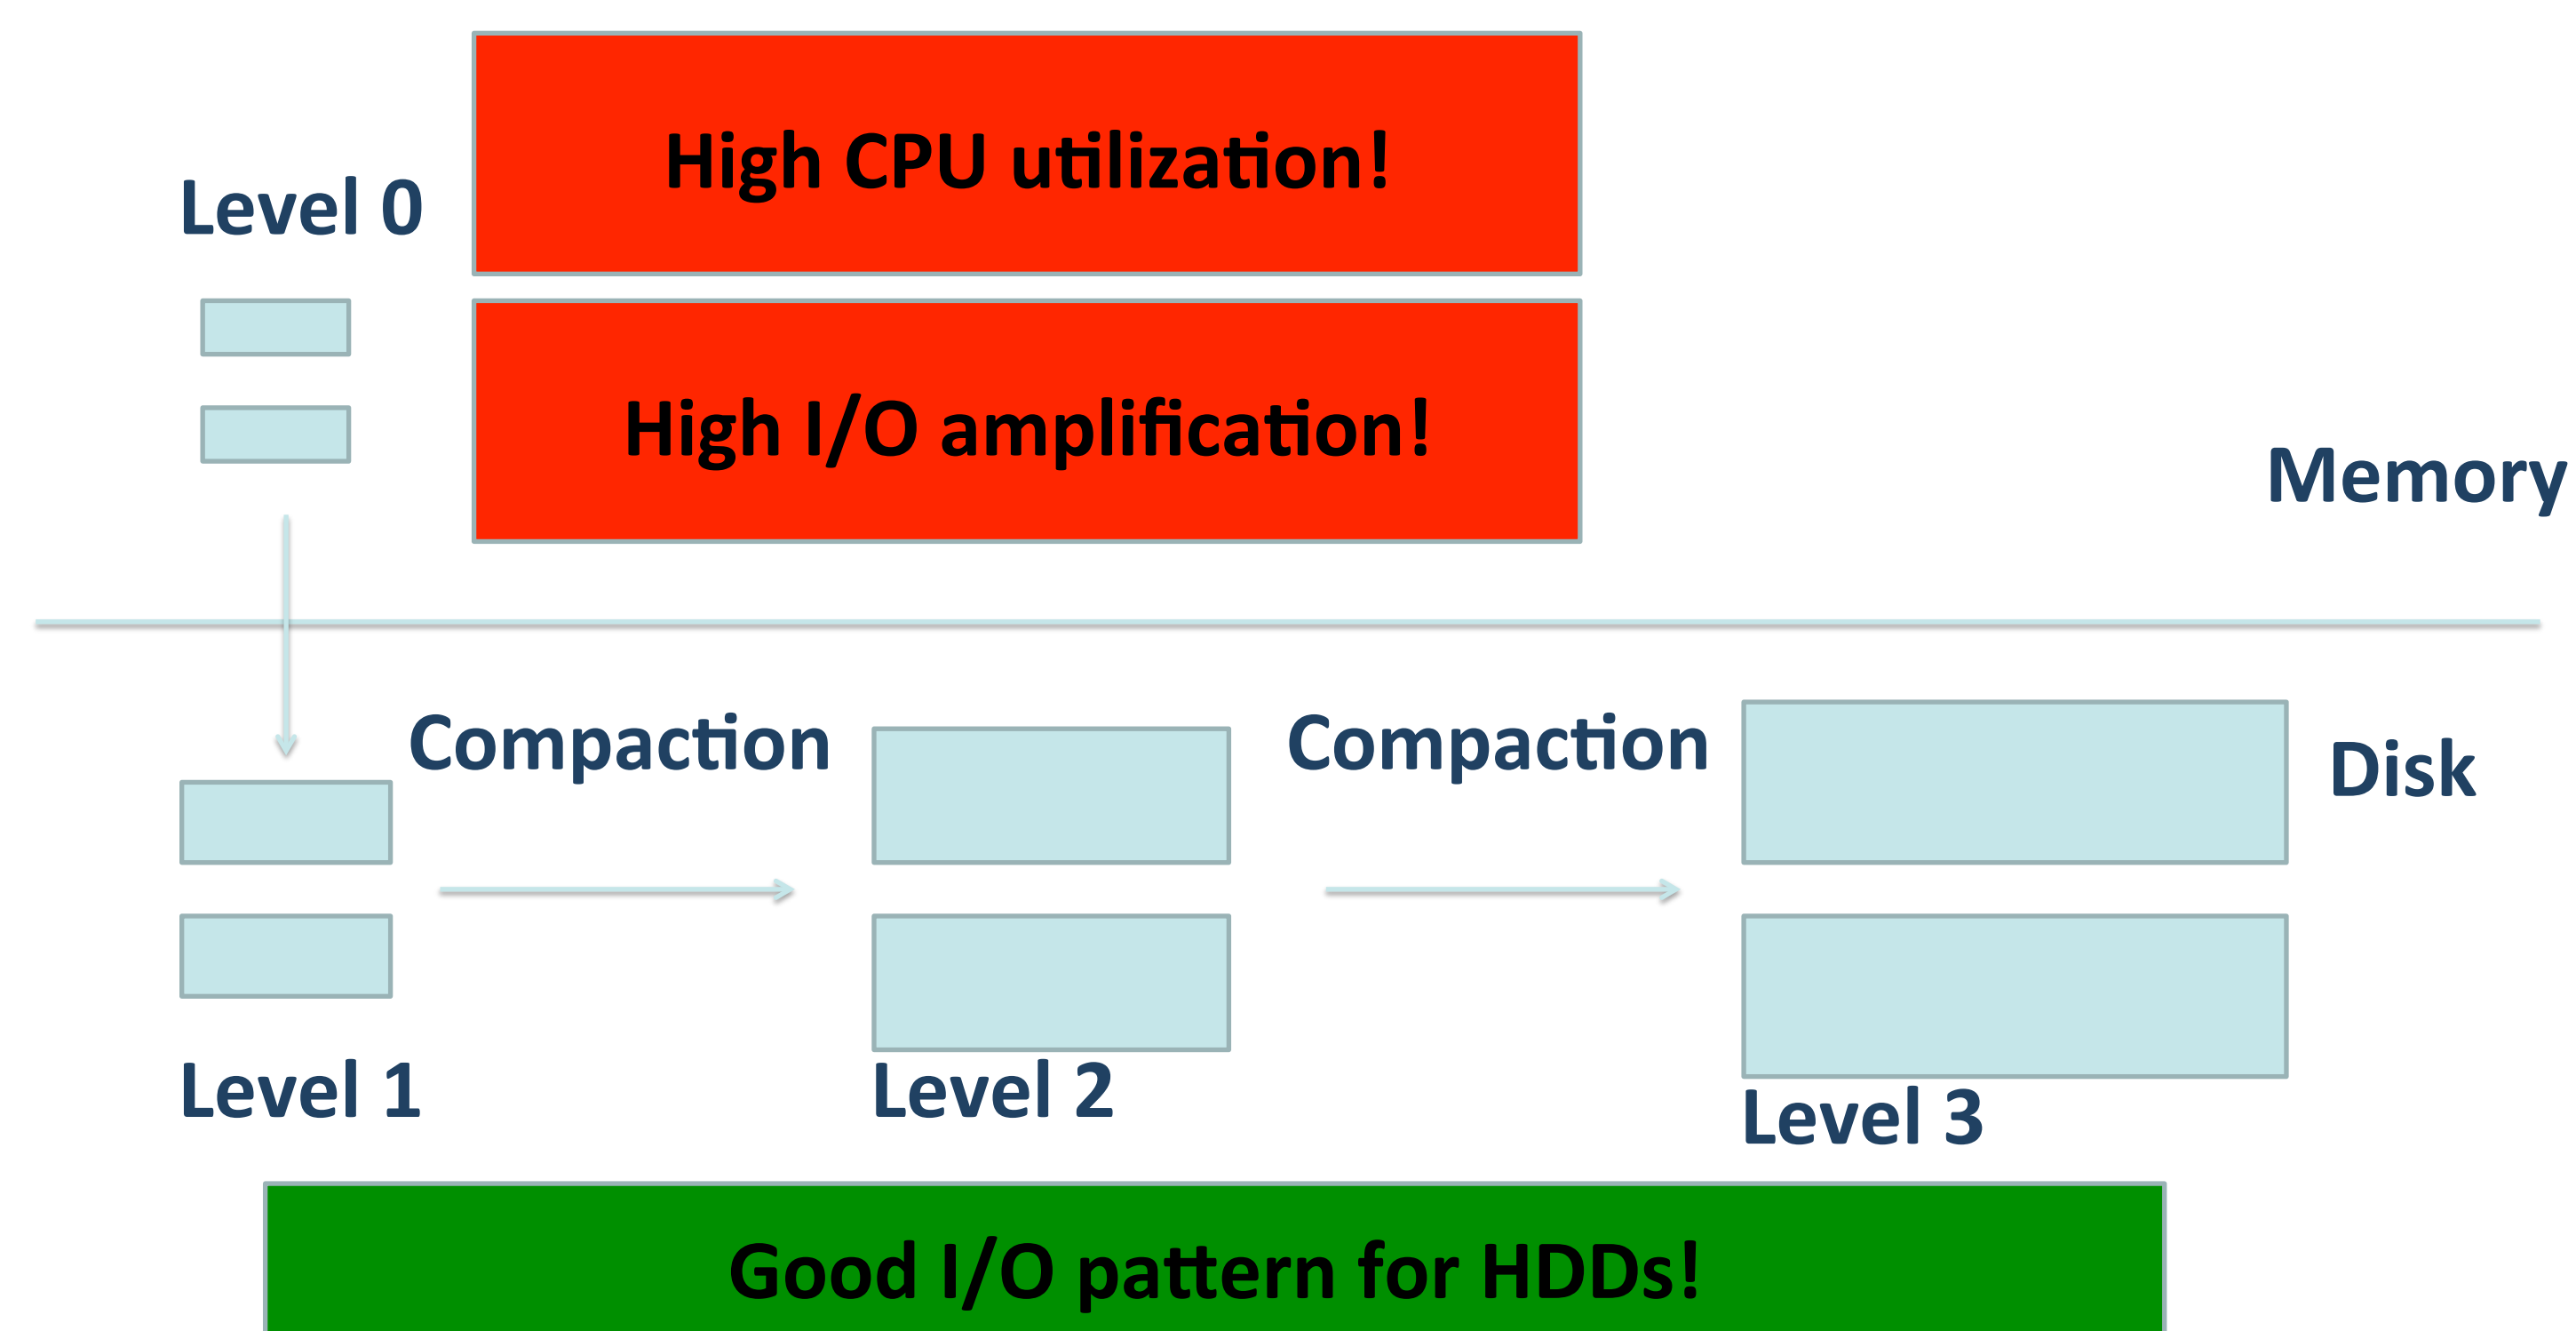 High CPU utilization!
Level 0
High I/O amplification!
Memory
Compaction
Compaction
Disk
Level 1
Level 2
Level 3
Good I/O pattern for HDDs!